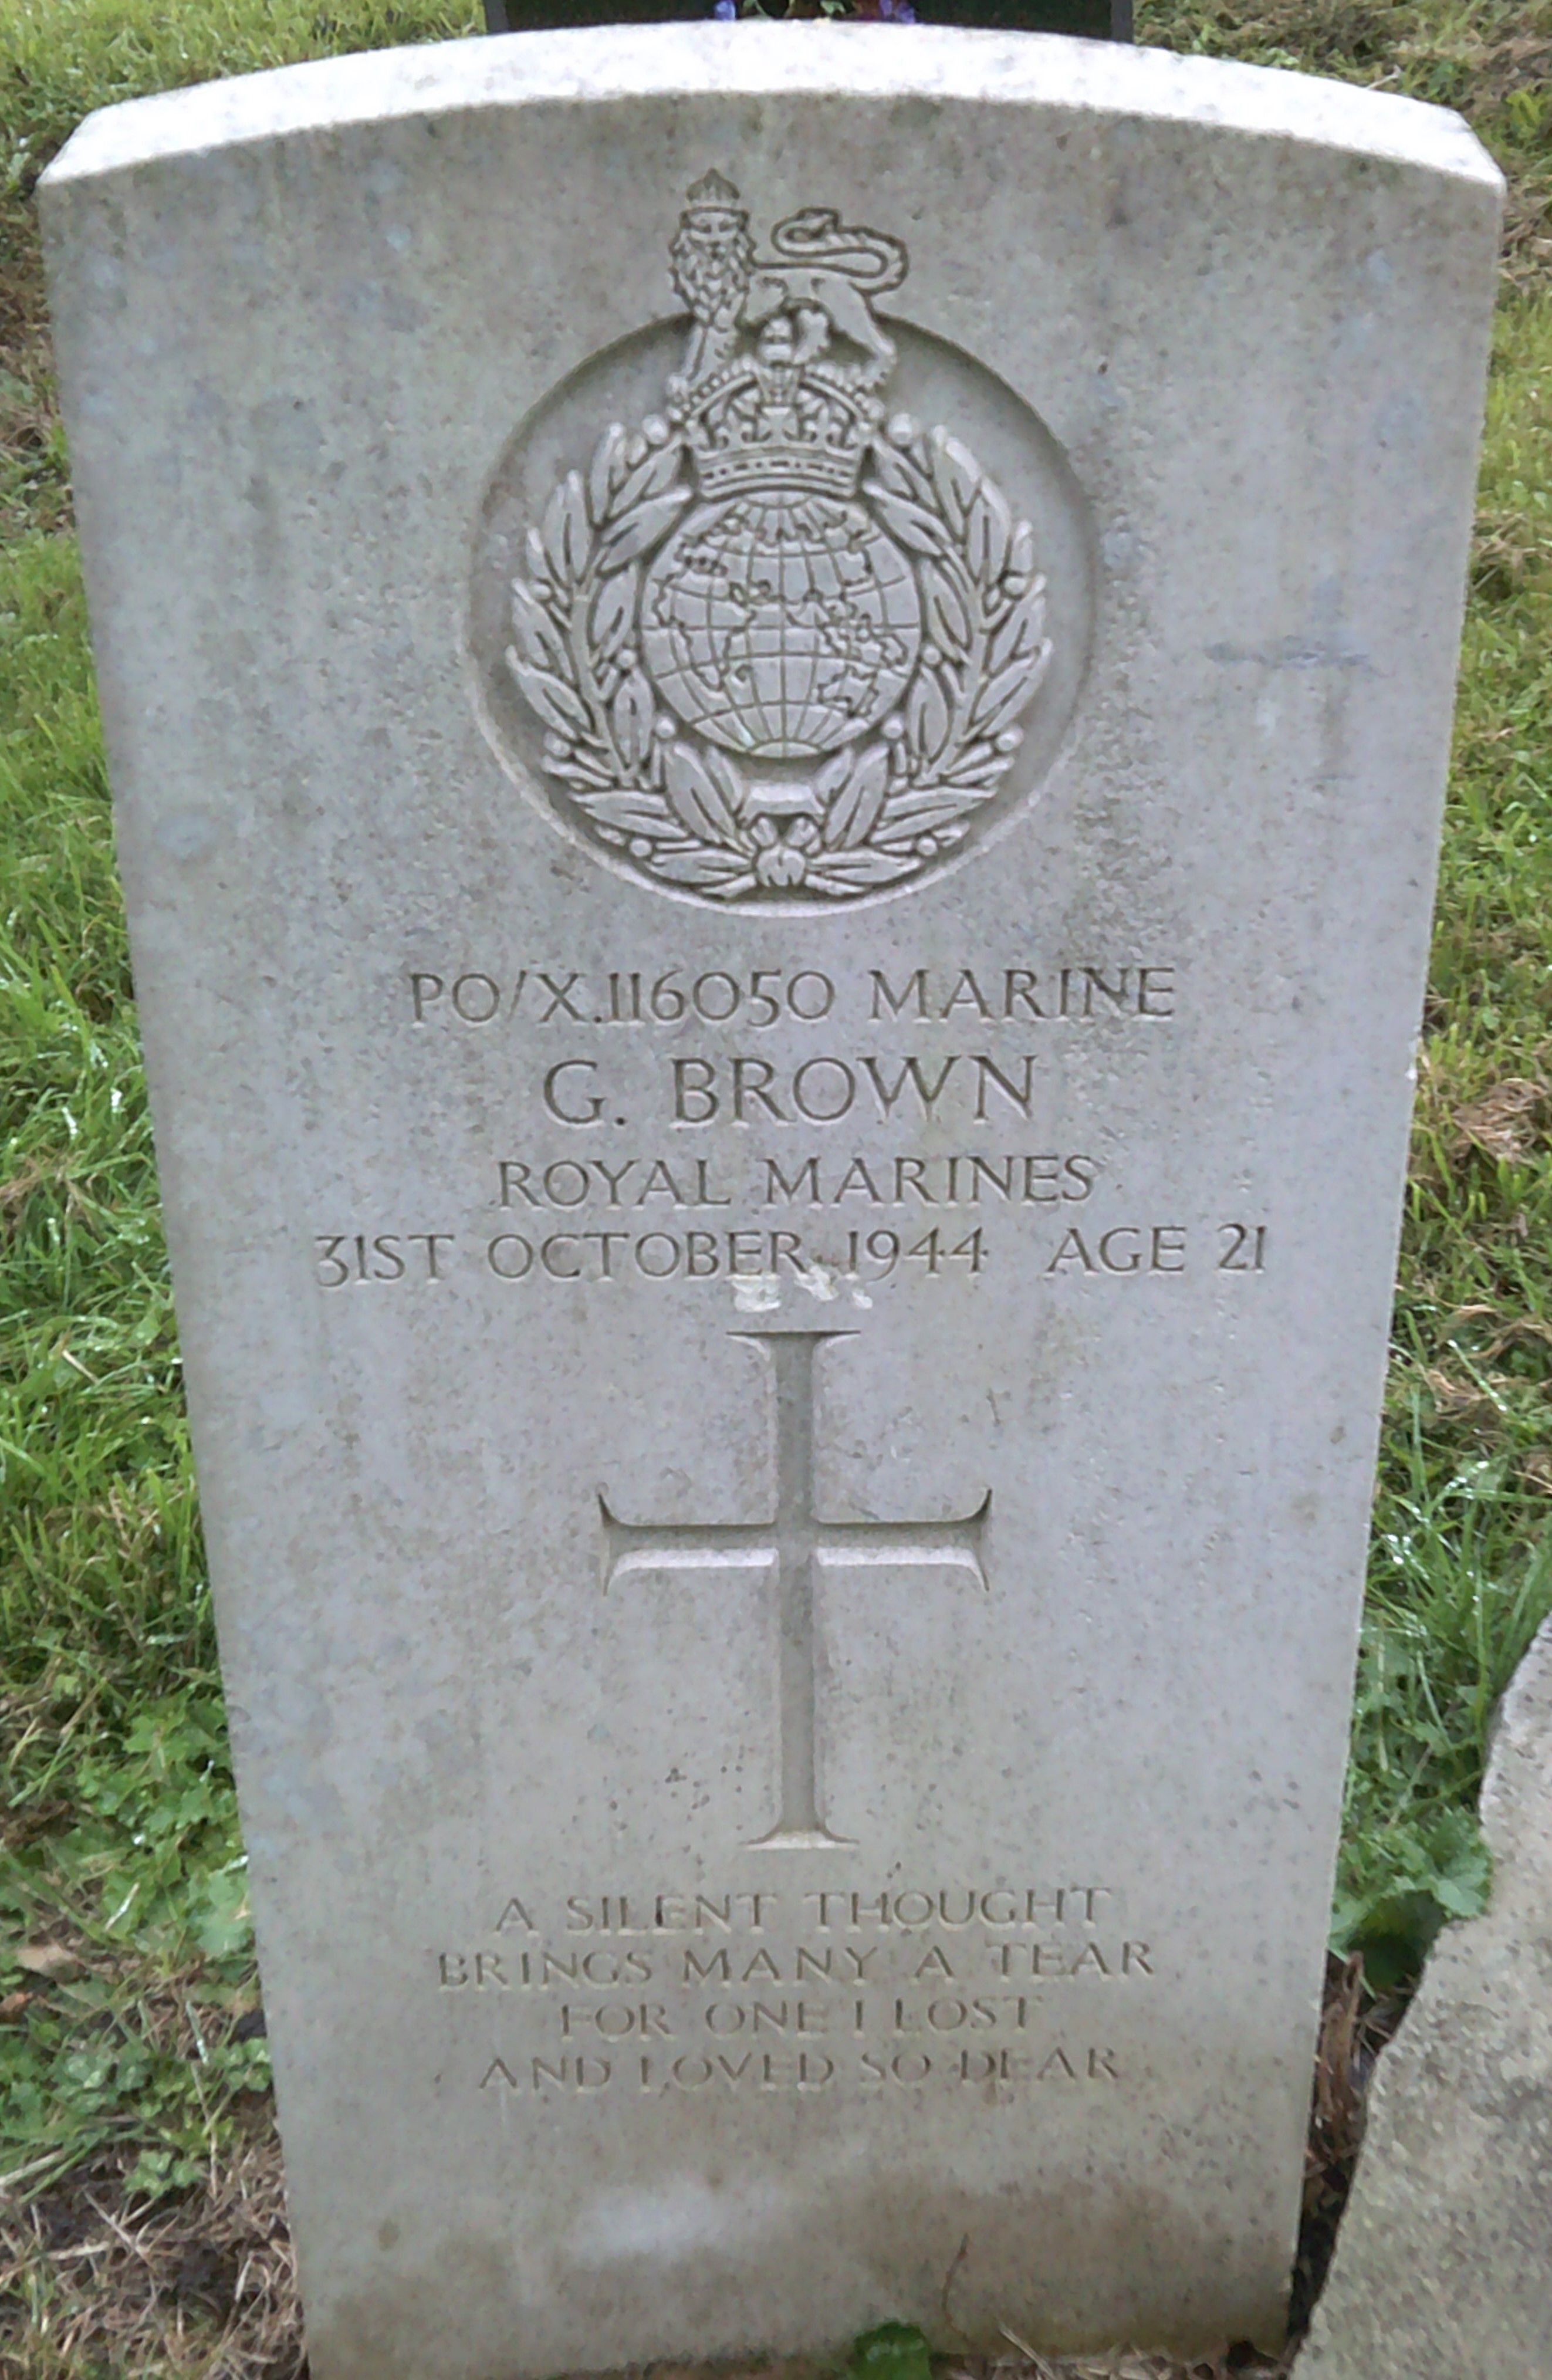 PO/X.116050 MARINE
G. BROWN
ROYAL MARINES
31ST OCTOBER 1944 AGE 21
A SILENT THOUGHT
BRINGS MANY A TEAR
FOR ONE I LOST
AND LOVED SO DEAR